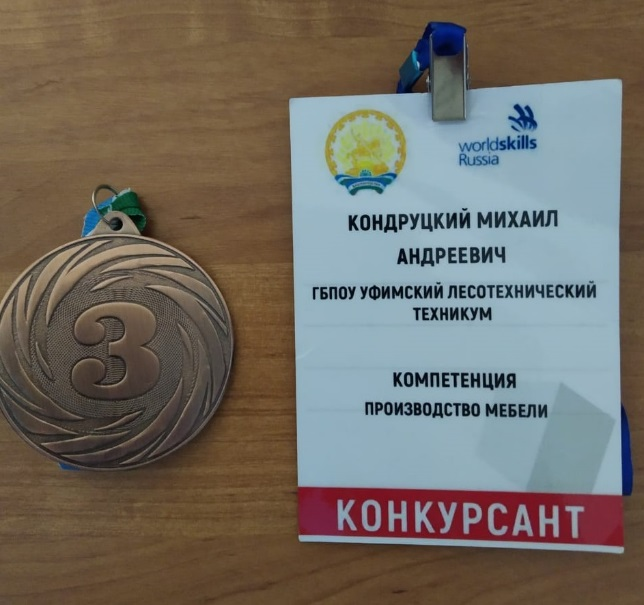 3
worldskills
Russia
КОНДРУЦКИЙ МИХАИЛ
АНДРЕЕВИЧ
ГБПОУ УФИМСКИЙ ЛЕСОТЕХНИЧЕСКИЙ
ТЕХНИКУМ
КОМПЕТЕНЦИЯ
ПРОИЗВОДСТВО МЕБЕЛИ
КОНКУРСАНТ